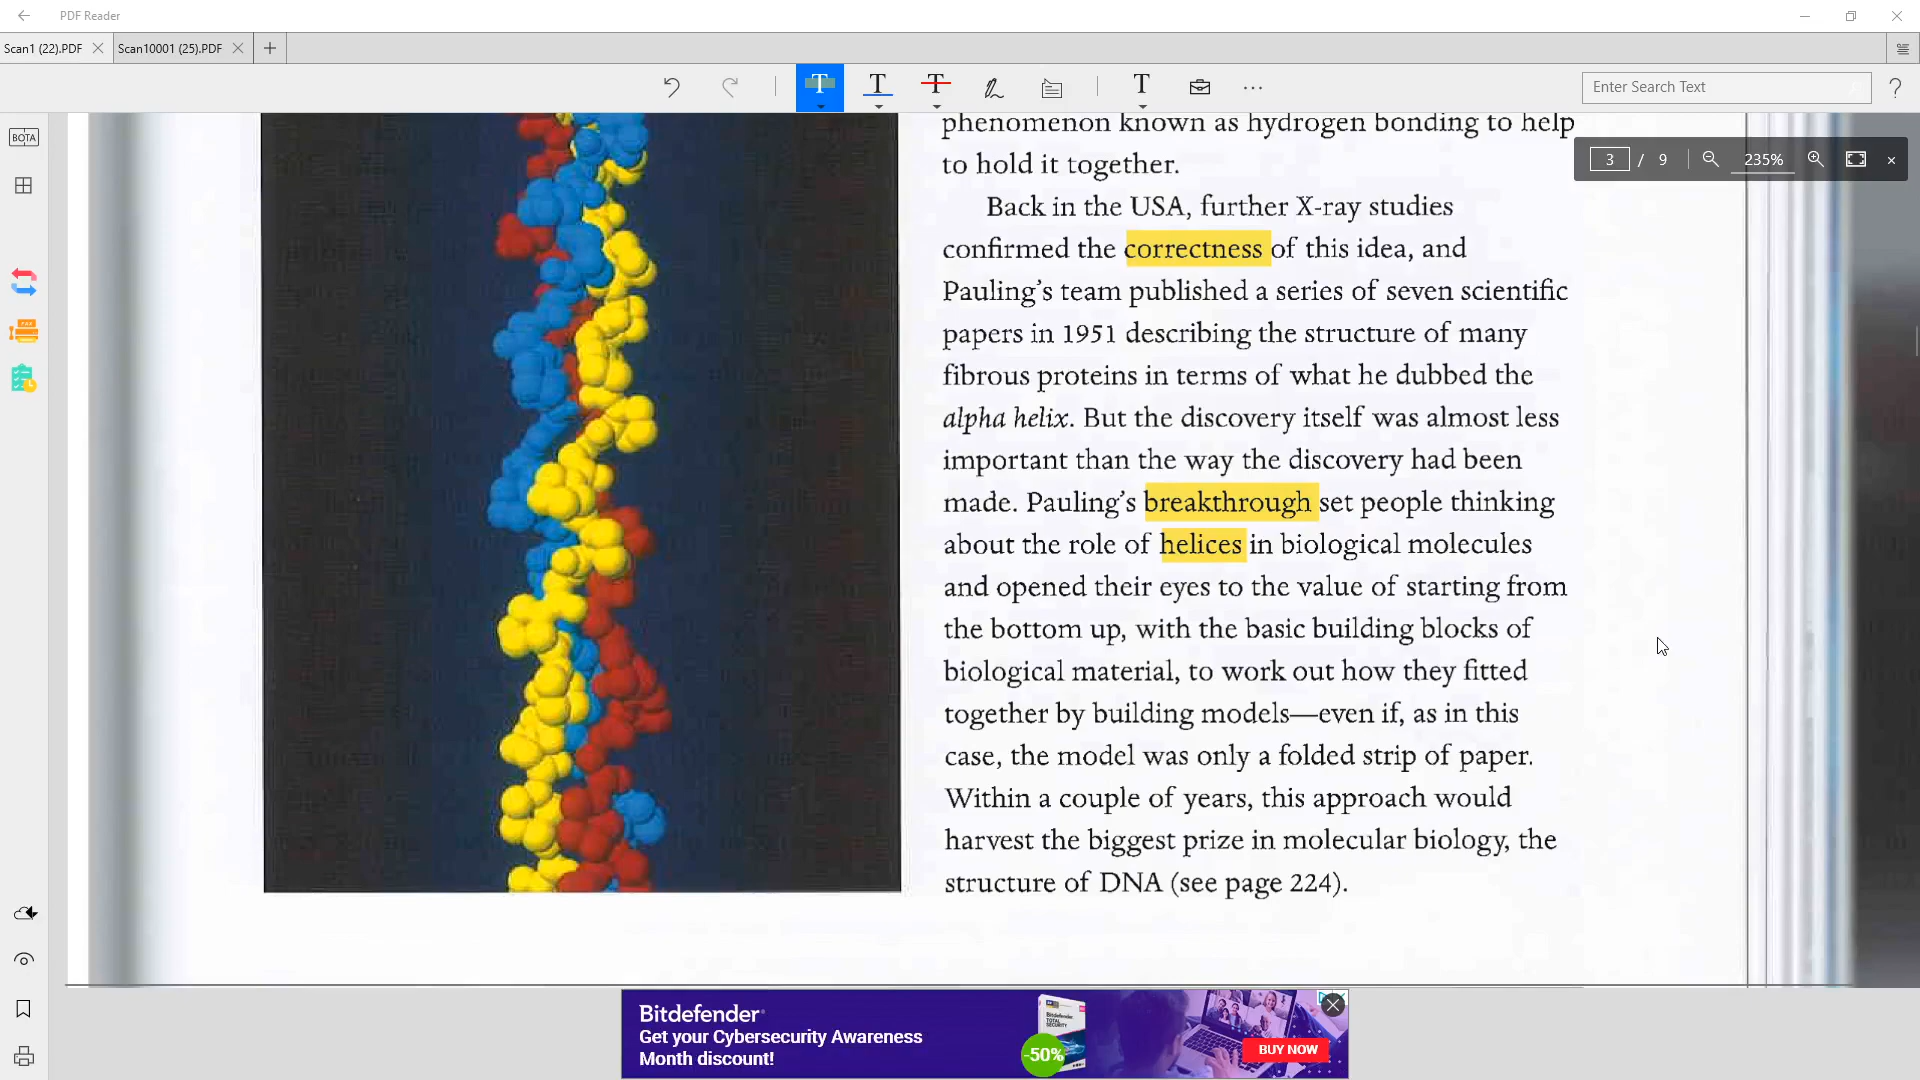 PDF Reader
Scan1 (22).PDF
Scan10001 (25).PDF
Enter Search Text
BOTA
3 / 9
235%
phenomenon known as hydrogen bonding to help
to hold it together.
Back in the USA, further X-ray studies
confirmed the correctness of this idea, and
Pauling's team published a series of seven scientific
papers in 1951 describing the structure of many
fibrous proteins in terms of what he dubbed the
alpha helix. But the discovery itself was almost less
important than the way the discovery had been
made. Pauling's breakthrough set people thinking
about the role of helices in biological molecules
and opened their eyes to the value of starting from
the bottom up, with the basic building blocks of
biological material, to work out how they fitted
together by building models—even if, as in this
case, the model was only a folded strip of paper.
Within a couple of years, this approach would
harvest the biggest prize in molecular biology, the
structure of DNA (see page 224).
Bitdefender
Get your Cybersecurity Awareness
Month discount!
-50%
BUY NOW